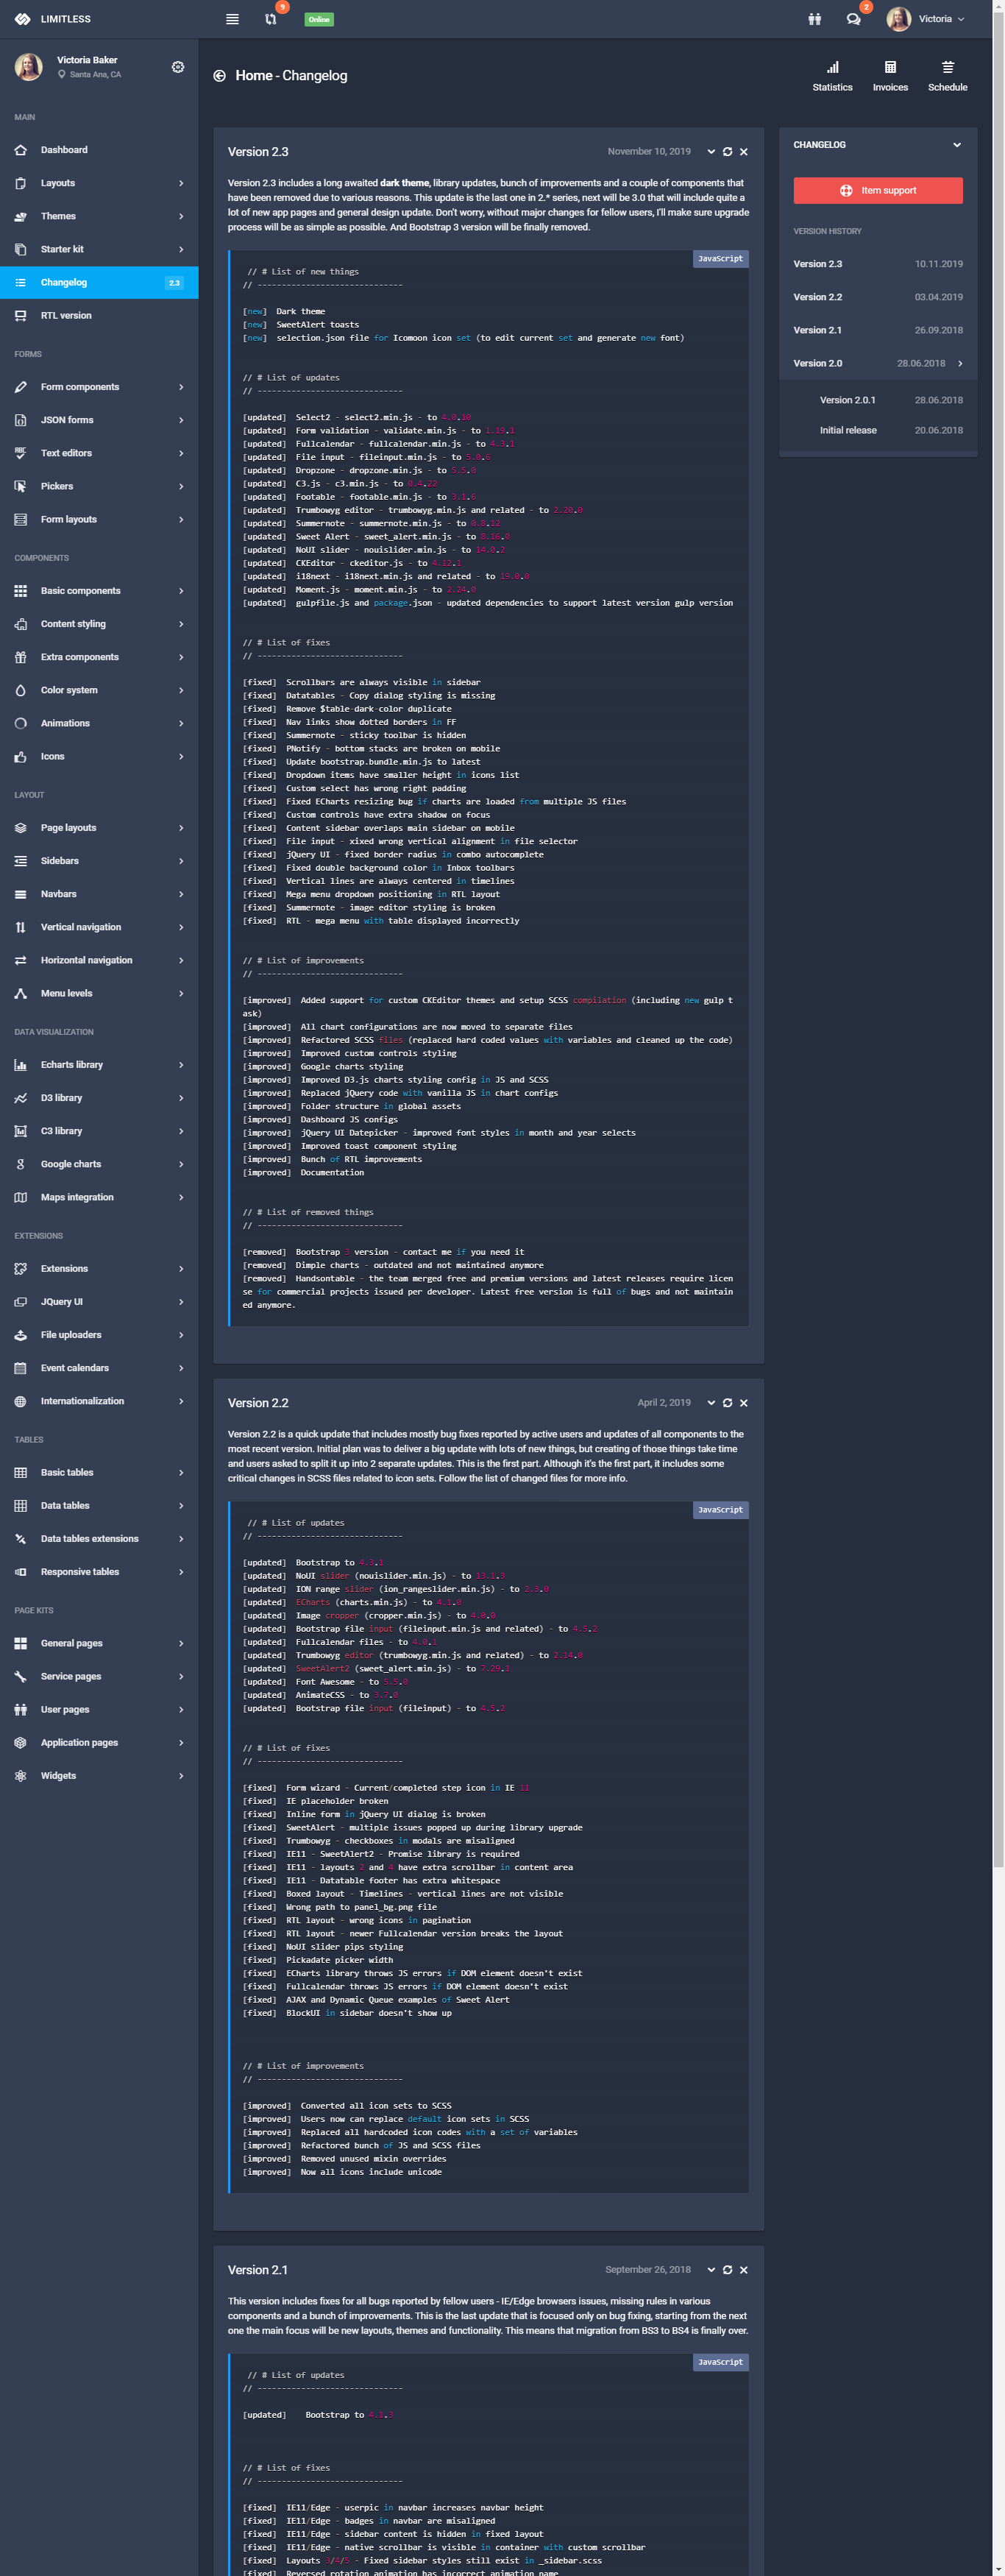 LIMITLESS
9
Online
2
Victoria
Victoria Baker
Santa Ana, CA
MAIN
Dashboard
Layouts
Themes
Starter kit
Changelog 2.3
RTL version
FORMS
Form components
JSON forms
Text editors
Pickers
Form layouts
COMPONENTS
Basic components
Content styling
Extra components
Color system
Animations
Icons
LAYOUT
Page layouts
Sidebars
Navbars
Vertical navigation
Horizontal navigation
Menu levels
DATA VISUALIZATION
Echarts library
D3 library
C3 library
Google charts
Maps integration
EXTENSIONS
Extensions
JQuery UI
File uploaders
Event calendars
Internationalization
TABLES
Basic tables
Data tables
Data tables extensions
Responsive tables
PAGE KITS
General pages
Service pages
User pages
Application pages
Widgets
Home - Changelog
Statistics
Invoices
Schedule
Version 2.3
November 10, 2019
Version 2.3 includes a long awaited dark theme, library updates, bunch of improvements and a couple of components that
have been removed due to various reasons. This update is the last one in 2.* series, next will be 3.0 that will include quite a
lot of new app pages and general design update. Don't worry, without major changes for fellow users, I'll make sure upgrade
process will be as simple as possible. And Bootstrap 3 version will be finally removed.
JavaScript
// # List of new things
// ------------------------------
[new] Dark theme
[new] SweetAlert toasts
[new] selection.json file for Icomoon icon set (to edit current set and generate new font)
// # List of updates
// ------------------------------
[updated] Select2 - select2.min.js - to 4.0.10
[updated] Form validation - validate.min.js - to 1.19.1
[updated] Fullcalendar - fullcalendar.min.js - to 4.3.1
[updated] File input - fileinput.min.js - to 5.0.6
[updated] Dropzone - dropzone.min.js - to 5.5.0
[updated] C3.js - c3.min.js - to 0.4.22
[updated] Footable - footable.min.js - to 3.1.6
[updated] Trumbowyg editor - trumbowyg.min.js and related - to 2.20.0
[updated] Summernote - summernote.min.js - to 0.8.12
[updated] Sweet Alert - sweet_alert.min.js - to 8.16.0
[updated] NoUI slider - nouislider.min.js - to 14.0.2
[updated] CKEditor - ckeditor.js - to 4.12.1
[updated] i18next - i18next.min.js and related - to 19.0.0
[updated] Moment.js - moment.min.js - to 2.24.0
[updated] gulpfile.js and package.json - updated dependencies to support latest version gulp version
// # List of fixes
// ------------------------------
[fixed] Scrollbars are always visible in sidebar
[fixed] Datatables - Copy dialog styling is missing
[fixed] Remove $table-dark-color duplicate
[fixed] Nav links show dotted borders in FF
[fixed] Summernote - sticky toolbar is hidden
[fixed] PNotify - bottom stacks are broken on mobile
[fixed] Update bootstrap.bundle.min.js to latest
[fixed] Dropdown items have smaller height in icons list
[fixed] Custom select has wrong right padding
[fixed] Fixed ECharts resizing bug if charts are loaded from multiple JS files
[fixed] Custom controls have extra shadow on focus
[fixed] Content sidebar overlaps main sidebar on mobile
[fixed] File input - xixed wrong vertical alignment in file selector
[fixed] jQuery UI - fixed border radius in combo autocomplete
[fixed] Fixed double background color in Inbox toolbars
[fixed] Vertical lines are always centered in timelines
[fixed] Mega menu dropdown positioning in RTL layout
[fixed] Summernote - image editor styling is broken
[fixed] RTL - mega menu with table displayed incorrectly
// # List of improvements
// ------------------------------
[improved] Added support for custom CKEditor themes and setup SCSS compilation (including new gulp t
ask)
[improved] All chart configurations are now moved to separate files
[improved] Refactored SCSS files (replaced hard coded values with variables and cleaned up the code)
[improved] Improved custom controls styling
[improved] Google charts styling
[improved] Improved D3.js charts styling config in JS and SCSS
[improved] Replaced jQuery code with vanilla JS in chart configs
[improved] Folder structure in global assets
[improved] Dashboard JS configs
[improved] jQuery UI Datepicker - improved font styles in month and year selects
[improved] Improved toast component styling
[improved] Bunch of RTL improvements
[improved] Documentation
// # List of removed things
// ------------------------------
[removed] Bootstrap 3 version - contact me if you need it
[removed] Dimple charts - outdated and not maintained anymore
[removed] Handsontable - the team merged free and premium versions and latest releases require licen
se for commercial projects issued per developer. Latest free version is full of bugs and not maintain
ed anymore.
Version 2.2
April 2, 2019
Version 2.2 is a quick update that includes mostly bug fixes reported by active users and updates of all components to the
most recent version. Initial plan was to deliver a big update with lots of new things, but creating of those things take time
and users asked to split it up into 2 separate updates. This is the first part. Although it's the first part, it includes some
critical changes in SCSS files related to icon sets. Follow the list of changed files for more info.
JavaScript
// # List of updates
// ------------------------------
[updated] Bootstrap to 4.3.1
[updated] NoUI slider (nouislider.min.js) - to 13.1.3
[updated] ION range slider (ion_rangeslider.min.js) - to 2.3.0
[updated] ECharts (charts.min.js) - to 4.1.0
[updated] Image cropper (cropper.min.js) - to 4.0.0
[updated] Bootstrap file input (fileinput.min.js and related) - to 4.5.2
[updated] Fullcalendar files - to 4.0.1
[updated] Trumbowyg editor (trumbowyg.min.js and related) - to 2.14.0
[updated] SweetAlert2 (sweet_alert.min.js) - to 7.29.1
[updated] Font Awesome - to 5.5.0
[updated] AnimateCSS - to 3.7.0
[updated] Bootstrap file input (fileinput) - to 4.5.2
// # List of fixes
// ------------------------------
[fixed] Form wizard - Current/completed step icon in IE 11
[fixed] IE placeholder broken
[fixed] Inline form in jQuery UI dialog is broken
[fixed] SweetAlert - multiple issues popped up during library upgrade
[fixed] Trumbowyg - checkboxes in modals are misaligned
[fixed] IE11 - SweetAlert2 - Promise library is required
[fixed] IE11 - layouts 2 and 4 have extra scrollbar in content area
[fixed] IE11 - Datatable footer has extra whitespace
[fixed] Boxed layout - Timelines - vertical lines are not visible
[fixed] Wrong path to panel_bg.png file
[fixed] RTL layout - wrong icons in pagination
[fixed] RTL layout - newer Fullcalendar version breaks the layout
[fixed] NoUI slider pips styling
[fixed] Pickadate picker width
[fixed] ECharts library throws JS errors if DOM element doesn't exist
[fixed] Fullcalendar throws JS errors if DOM element doesn't exist
[fixed] AJAX and Dynamic Queue examples of Sweet Alert
[fixed] BlockUI in sidebar doesn't show up
// # List of improvements
// ------------------------------
[improved] Converted all icon sets to SCSS
[improved] Users now can replace default icon sets in SCSS
[improved] Replaced all hardcoded icon codes with a set of variables
[improved] Refactored bunch of JS and SCSS files
[improved] Removed unused mixin overrides
[improved] Now all icons include unicode
Version 2.1
September 26, 2018
This version includes fixes for all bugs reported by fellow users - IE/Edge browsers issues, missing rules in various
components and a bunch of improvements. This is the last update that is focused only on bug fixing, starting from the next
one the main focus will be new layouts, themes and functionality. This means that migration from BS3 to BS4 is finally over.
JavaScript
// # List of updates
// ------------------------------
[updated] Bootstrap to 4.1.3
// # List of fixes
// ------------------------------
[fixed] IE11/Edge - userpic in navbar increases navbar height
[fixed] IE11/Edge - badges in navbar are misaligned
[fixed] IE11/Edge - sidebar content is hidden in fixed layout
[fixed] IE11/Edge - native scrollbar is visible in container with custom scrollbar
[fixed] Layouts 3/4/5 - Fixed sidebar styles still exist in _sidebar.scss
[fixed] Reversed rotation animation has incorrect animation name
CHANGELOG
Item support
VERSION HISTORY
Version 2.3 10.11.2019
Version 2.2 03.04.2019
Version 2.1 26.09.2018
Version 2.0 28.06.2018
Version 2.0.1 28.06.2018
Initial release 20.06.2018